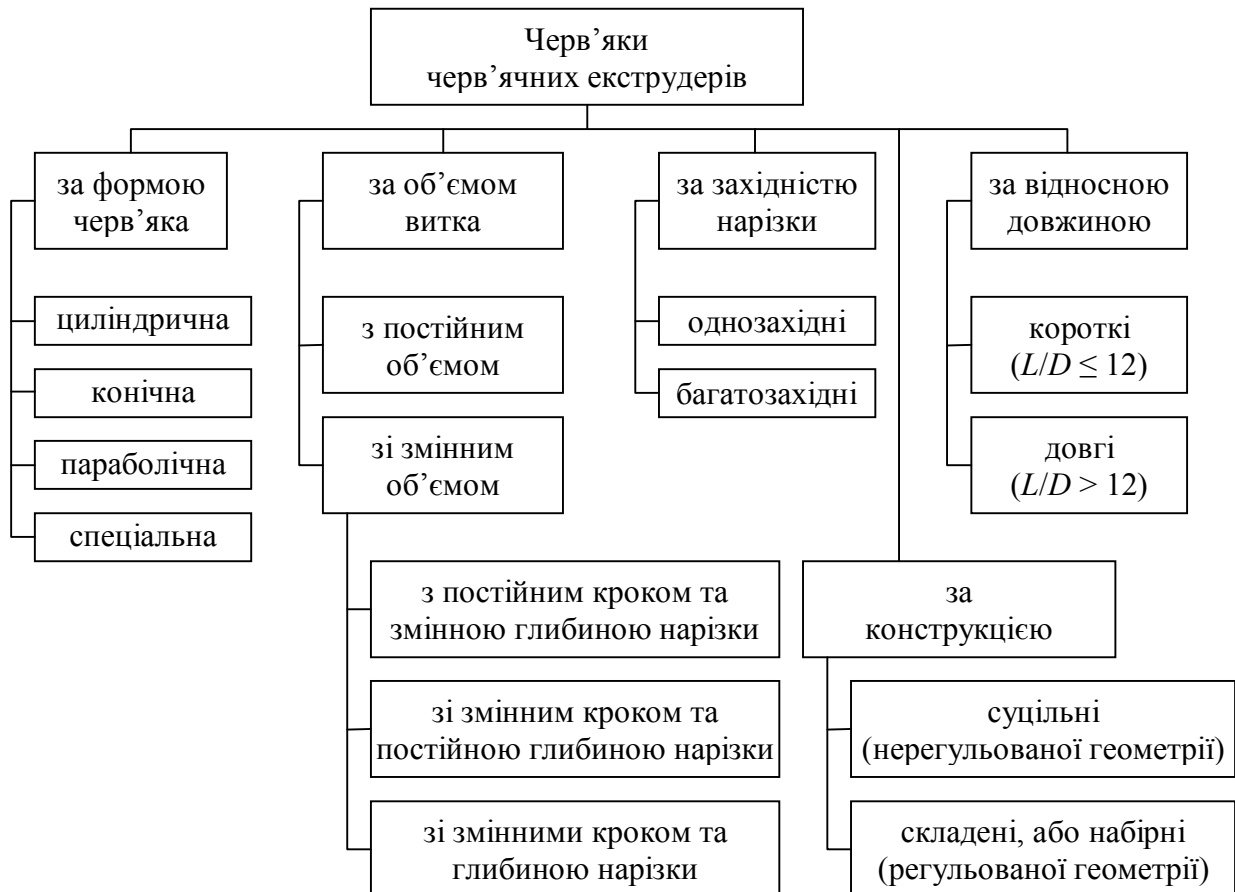 Черв’яки
черв’ячних екструдерів
за формою
черв’яка
циліндрична
конічна
параболічна
спеціальна
за об’ємом
витка
з постійним
об’ємом
зі змінним
об’ємом
з постійним кроком та
змінною глибиною нарізки
зі змінним кроком та
постійною глибиною нарізки
зі змінними кроком та
глибиною нарізки
за західністю
нарізки
однозахідні
багатозахідні
за відносною
довжиною
короткі
(L/D ≤ 12)
довгі
(L/D > 12)
за
конструкцією
суцільні
(нерегульованої геометрії)
складені, або набірні
(регульованої геометрії)